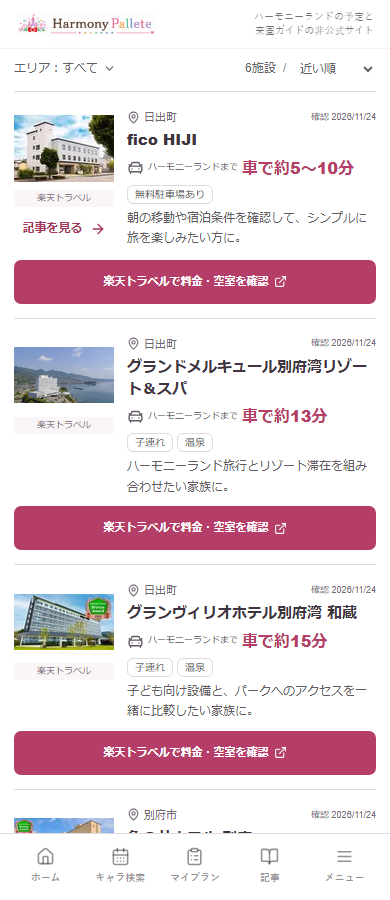 Harmony Pallete
ハーモニーランドの予定と
来園ガイドの非公式サイト
エリア：すべて
6施設 / 近い順
日出町
確認 2026/11/24
fico HIJI
ハーモニーランドまで 車で約5〜10分
無料駐車場あり
朝の移動や宿泊条件を確認して、シンプルに
旅を楽しみたい方に。
楽天トラベル
記事を見る
楽天トラベルで料金・空室を確認
日出町
確認 2026/11/24
グランドメルキュール別府湾リゾー
ト＆スパ
ハーモニーランドまで 車で約13分
子連れ 温泉
ハーモニーランド旅行とリゾート滞在を組み
合わせたい家族に。
楽天トラベル
楽天トラベルで料金・空室を確認
日出町
確認 2026/11/24
グランヴィリオホテル別府湾 和蔵
ハーモニーランドまで 車で約15分
子連れ 温泉
子ども向け設備と、パークへのアクセスを一
緒に比較したい家族に。
楽天トラベル
楽天トラベルで料金・空室を確認
別府市
確認 2026/11/24
ホーム
キャラ検索
マイプラン
記事
メニュー